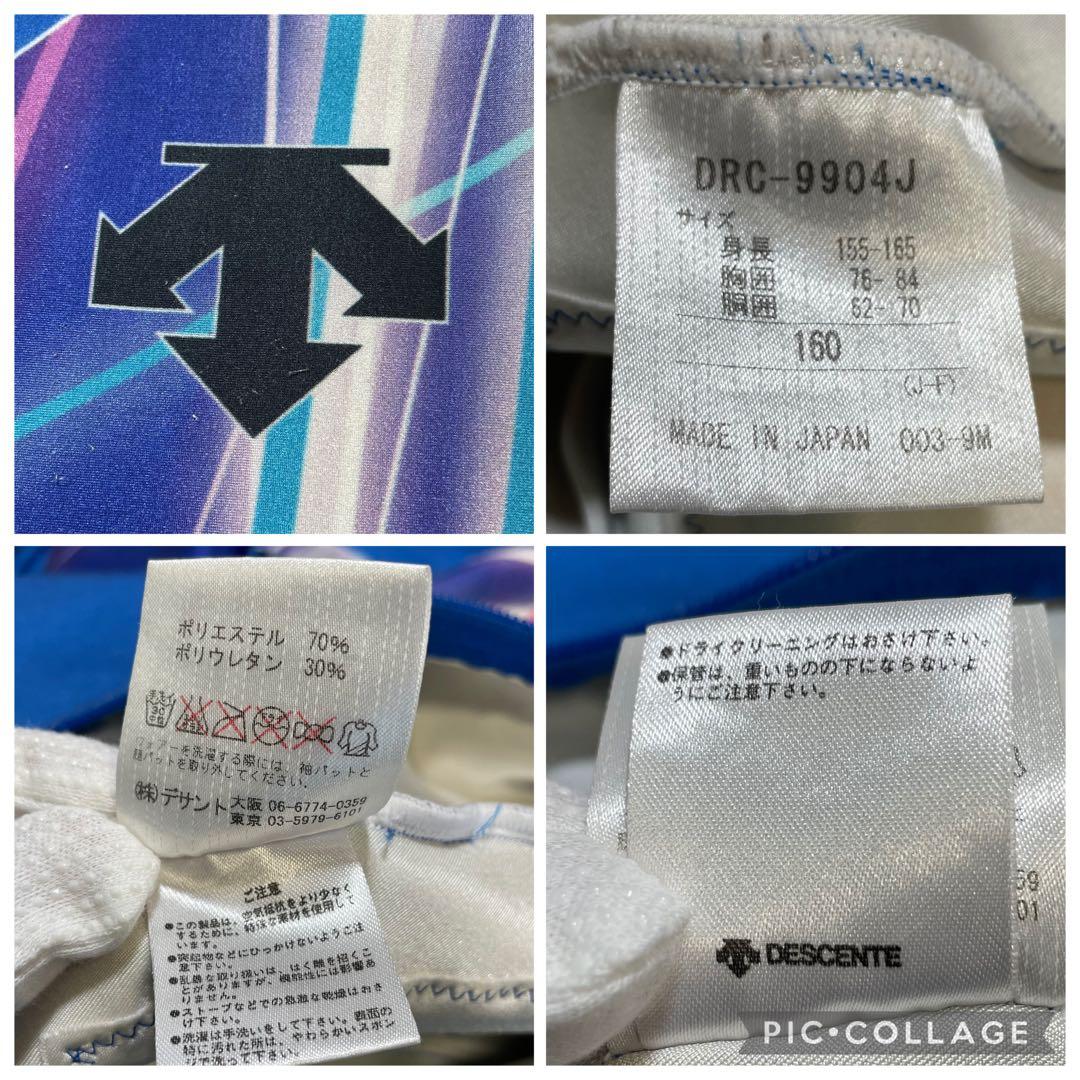 DRC-9904J
サイズ
身長 155-165
胸囲 76- 84
胴囲 62- 70
160
(J-F)
MADE IN JAPAN 003-9M
ポリエステル 70%
ポリウレタン 30%
ウェアーを洗濯する際には、袖パットと
腿パットを取り外してください。
㈱デサント 大阪 06-6774-0359
東京 03-5979-6101
ご注意
●この製品は、空気抵抗をより少なく
するために、特殊な素材を使用して
います。
●突起物などにひっかけないようご注
意下さい。
●乱暴な取り扱いは、はく離を招くこ
とがありますが、機能性には影響あ
りません。
●ストーブなどでの急激な乾燥はおさ
け下さい。
●洗濯は手洗いをして下さい。表面の
特に汚れた所は、やわらかいスポン
ジで洗って
●ドライクリーニングはおさけ下さい。
●保管は、重いものの下にならないよ
うにご注意下さい。
69
01
DESCENTE
PIC•COLLAGE